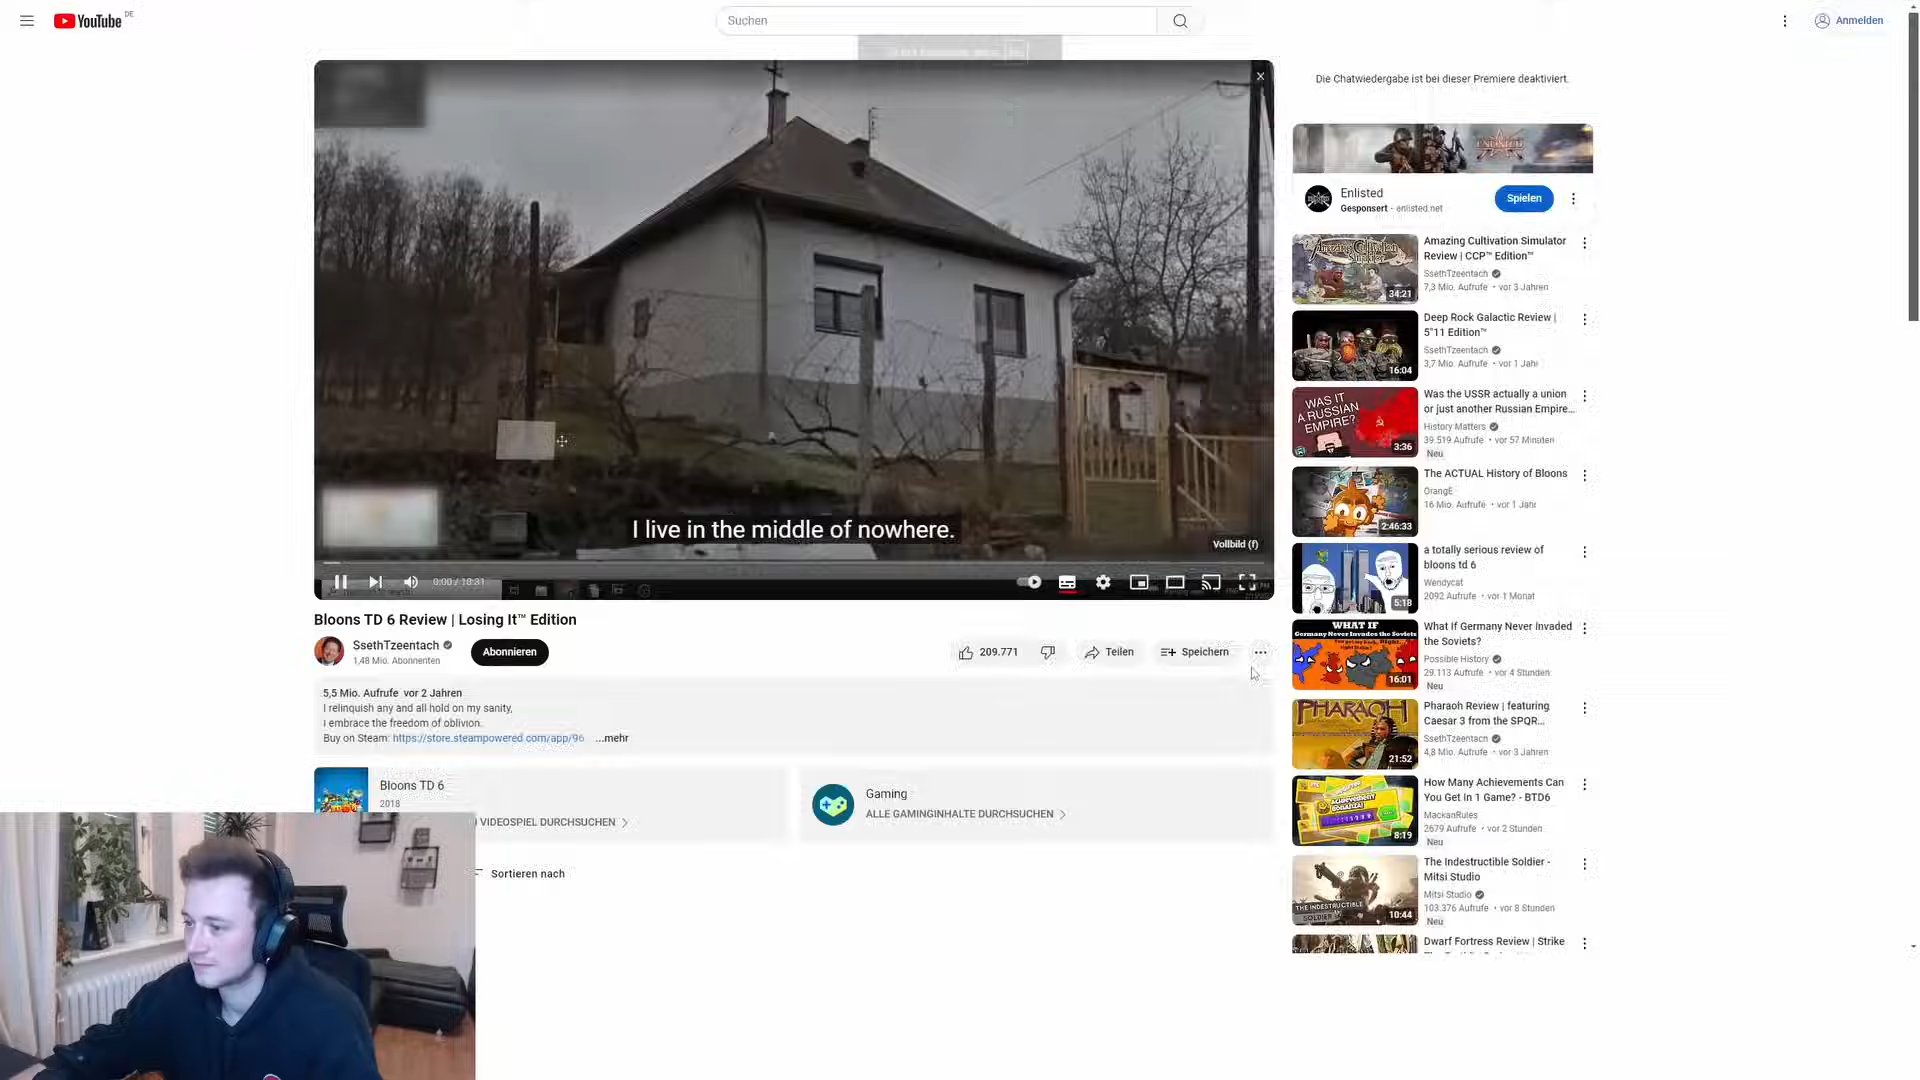 YouTube DE
Suchen
Anmelden
I live in the middle of nowhere.
Vollbild (f)
0:00 / 18:31
Bloons TD 6 Review | Losing It™ Edition
SsethTzeentach
1,48 Mio. Abonnenten
Abonnieren
209.771
Teilen
Speichern
5,5 Mio. Aufrufe vor 2 Jahren
I relinquish any and all hold on my sanity,
I embrace the freedom of oblivion.
Buy on Steam: https://store.steampowered.com/app/96 ...mehr
Bloons TD 6
2018
VIDEOSPIEL DURCHSUCHEN
Gaming
ALLE GAMINGINHALTE DURCHSUCHEN
Sortieren nach
Die Chatwiedergabe ist bei dieser Premiere deaktiviert.
ENLISTED
Enlisted
Gesponsert · enlisted.net
Spielen
34:21
Amazing Cultivation Simulator
Review | CCP™ Edition™
SsethTzeentach
7,3 Mio. Aufrufe • vor 3 Jahren
16:04
Deep Rock Galactic Review |
5"11 Edition™
SsethTzeentach
3,7 Mio. Aufrufe • vor 1 Jahr
WAS IT
A RUSSIAN
EMPIRE?
3:36
Was the USSR actually a union
or just another Russian Empire...
History Matters
39.519 Aufrufe • vor 57 Minuten
Neu
2:46:33
The ACTUAL History of Bloons
OrangE
16 Mio. Aufrufe • vor 1 Jahr
5:18
a totally serious review of
bloons td 6
Wendycat
2092 Aufrufe • vor 1 Monat
WHAT IF
Germany Never Invades the Soviets?
16:01
What If Germany Never Invaded
the Soviets?
Possible History
29.113 Aufrufe • vor 4 Stunden
Neu
PHARAOH
21:52
Pharaoh Review | featuring
Caesar 3 from the SPQR...
SsethTzeentach
4,8 Mio. Aufrufe • vor 3 Jahren
ACHIEVEMENT
8:19
How Many Achievements Can
You Get In 1 Game? - BTD6
MackanRules
2679 Aufrufe • vor 2 Stunden
Neu
THE INDESTRUCTIBLE
SOLDIER
10:44
The Indestructible Soldier -
Mitsi Studio
Mitsi Studio
103.376 Aufrufe • vor 8 Stunden
Neu
Dwarf Fortress Review | Strike